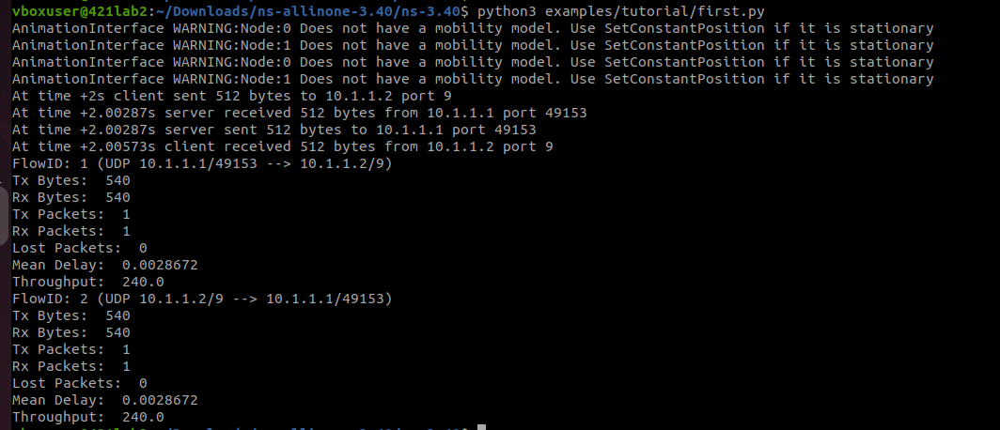 vboxuser@421lab2:~/Downloads/ns-allinone-3.40/ns-3.40$ python3 examples/tutorial/first.py
AnimationInterface WARNING:Node:0 Does not have a mobility model. Use SetConstantPosition if it is stationary
AnimationInterface WARNING:Node:1 Does not have a mobility model. Use SetConstantPosition if it is stationary
AnimationInterface WARNING:Node:0 Does not have a mobility model. Use SetConstantPosition if it is stationary
AnimationInterface WARNING:Node:1 Does not have a mobility model. Use SetConstantPosition if it is stationary
At time +2s client sent 512 bytes to 10.1.1.2 port 9
At time +2.00287s server received 512 bytes from 10.1.1.1 port 49153
At time +2.00287s server sent 512 bytes to 10.1.1.1 port 49153
At time +2.00573s client received 512 bytes from 10.1.1.2 port 9
FlowID: 1 (UDP 10.1.1.1/49153 --> 10.1.1.2/9)
Tx Bytes:  540
Rx Bytes:  540
Tx Packets:  1
Rx Packets:  1
Lost Packets:  0
Mean Delay:  0.0028672
Throughput:  240.0
FlowID: 2 (UDP 10.1.1.2/9 --> 10.1.1.1/49153)
Tx Bytes:  540
Rx Bytes:  540
Tx Packets:  1
Rx Packets:  1
Lost Packets:  0
Mean Delay:  0.0028672
Throughput:  240.0